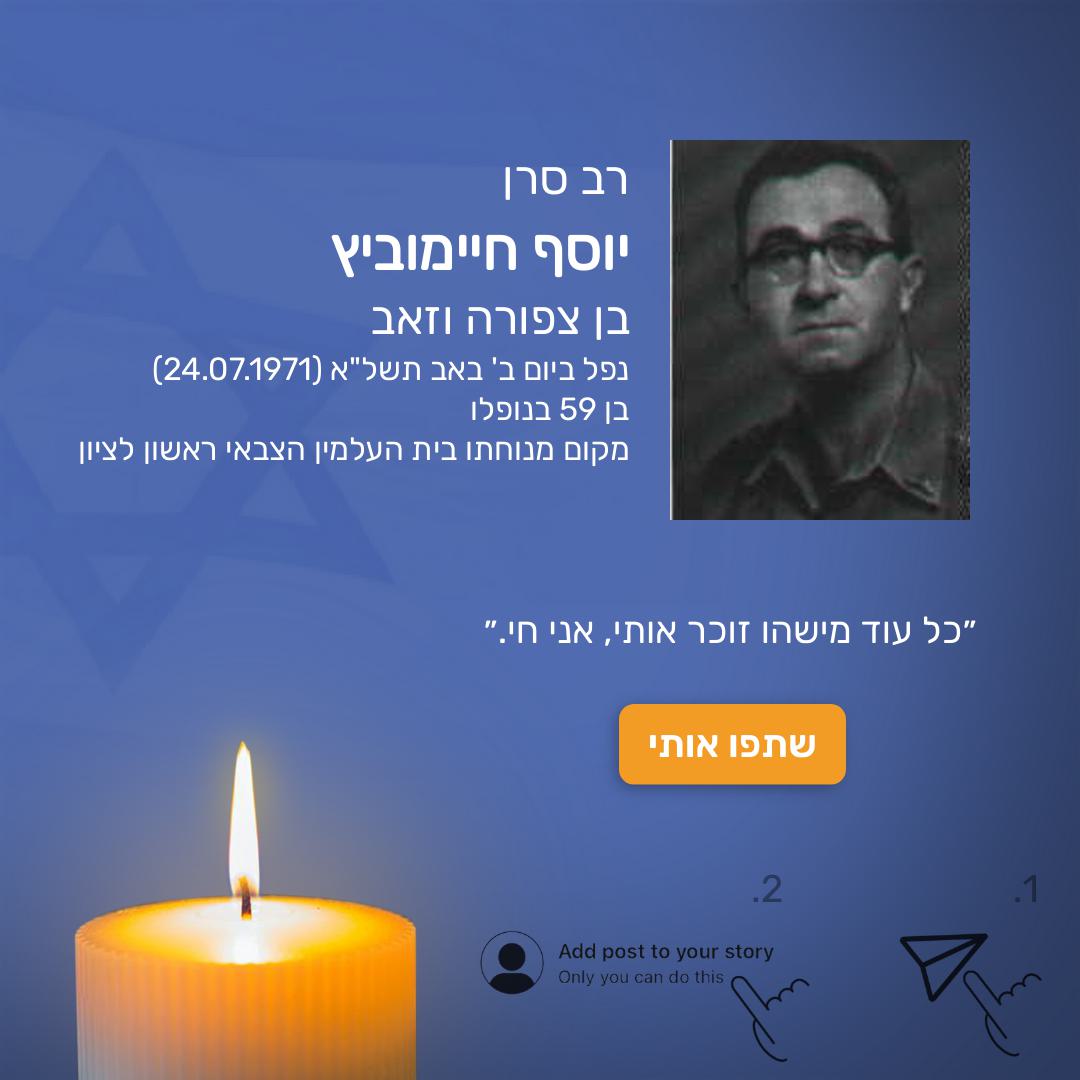 רב סרן
יוסף חיימוביץ
בן צפורה וזאב
נפל ביום ב' באב תשל"א (24.07.1971)
בן 59 בנופלו
מקום מנוחתו בית העלמין הצבאי ראשון לציון
״כל עוד מישהו זוכר אותי, אני חי.״
שתפו אותי
1.
2.
Add post to your story
Only you can do this